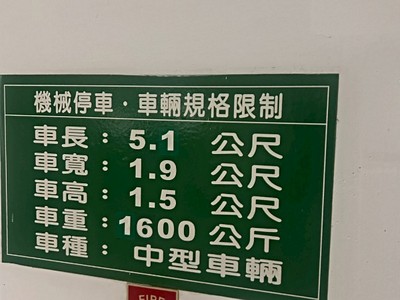 機械停車・車輛規格限制
車長：5.1 公尺
車寬：1.9 公尺
車高：1.5 公尺
車重：1600 公斤
車種：中型車輛
FIRE